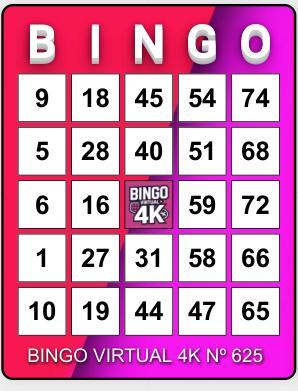 BINGO
9 18 45 54 74
5 28 40 51 68
6 16 BINGO VIRTUAL 4K 59 72
1 27 31 58 66
10 19 44 47 65
BINGO VIRTUAL 4K Nº 625